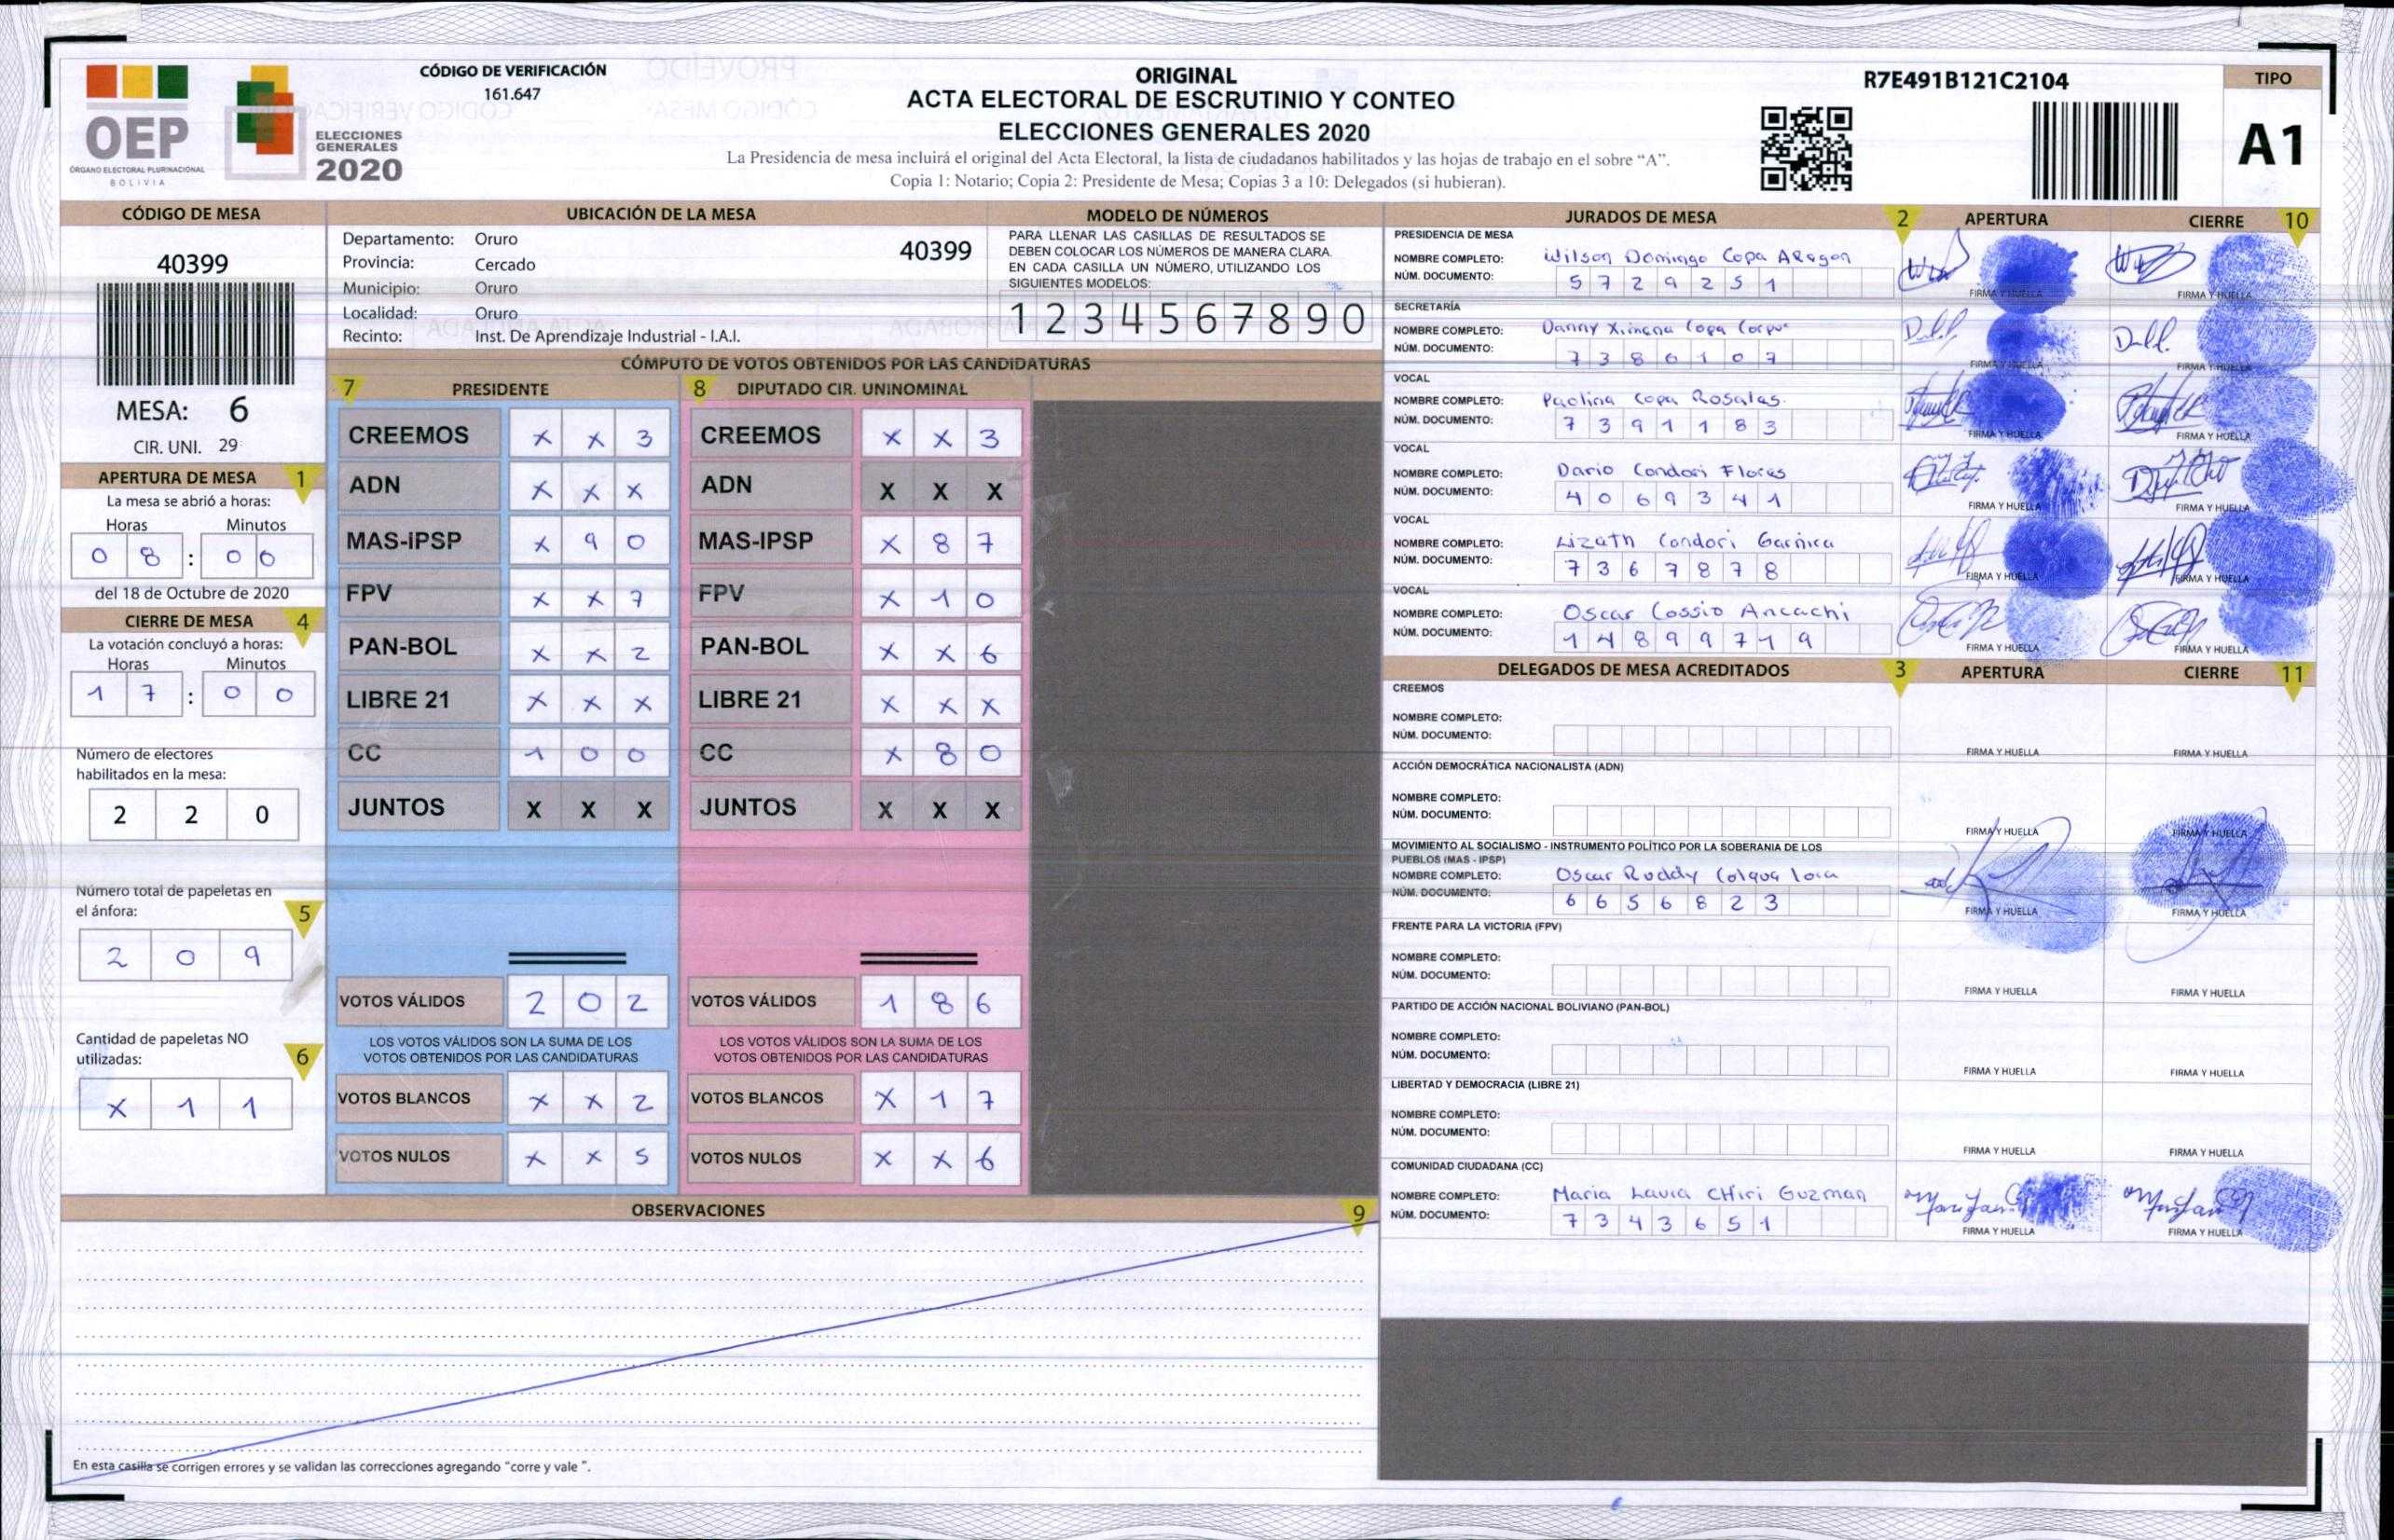 CÓDIGO DE VERIFICACIÓN
161.647
OEP
ÓRGANO ELECTORAL PLURINACIONAL
BOLIVIA
ELECCIONES
GENERALES
2020
ORIGINAL
ACTA ELECTORAL DE ESCRUTINIO Y CONTEO
ELECCIONES GENERALES 2020
La Presidencia de mesa incluirá el original del Acta Electoral, la lista de ciudadanos habilitados y las hojas de trabajo en el sobre “A”.
Copia 1: Notario; Copia 2: Presidente de Mesa; Copias 3 a 10: Delegados (si hubieran).
R7E491B121C2104
TIPO
A1
CÓDIGO DE MESA
40399
MESA: 6
CIR. UNI. 29
APERTURA DE MESA 1
La mesa se abrió a horas:
Horas Minutos
0 8 : 0 0
del 18 de Octubre de 2020
CIERRE DE MESA 4
La votación concluyó a horas:
Horas Minutos
1 7 : 0 0
Número de electores
habilitados en la mesa:
2 2 0
Número total de papeletas en
el ánfora: 5
2 0 9
Cantidad de papeletas NO
utilizadas: 6
X 1 1
UBICACIÓN DE LA MESA
Departamento: Oruro 40399
Provincia: Cercado
Municipio: Oruro
Localidad: Oruro
Recinto: Inst. De Aprendizaje Industrial - I.A.I.
MODELO DE NÚMEROS
PARA LLENAR LAS CASILLAS DE RESULTADOS SE
DEBEN COLOCAR LOS NÚMEROS DE MANERA CLARA.
EN CADA CASILLA UN NÚMERO, UTILIZANDO LOS
SIGUIENTES MODELOS:
1 2 3 4 5 6 7 8 9 0
CÓMPUTO DE VOTOS OBTENIDOS POR LAS CANDIDATURAS
7 PRESIDENTE
CREEMOS X X 3
ADN X X X
MAS-IPSP X 9 0
FPV X X 7
PAN-BOL X X 2
LIBRE 21 X X X
CC 1 0 0
JUNTOS X X X
VOTOS VÁLIDOS 2 0 2
LOS VOTOS VÁLIDOS SON LA SUMA DE LOS
VOTOS OBTENIDOS POR LAS CANDIDATURAS
VOTOS BLANCOS X X 2
VOTOS NULOS X X 5
8 DIPUTADO CIR. UNINOMINAL
CREEMOS X X 3
ADN X X X
MAS-IPSP X 8 7
FPV X 1 0
PAN-BOL X X 6
LIBRE 21 X X X
CC X 8 0
JUNTOS X X X
VOTOS VÁLIDOS 1 8 6
LOS VOTOS VÁLIDOS SON LA SUMA DE LOS
VOTOS OBTENIDOS POR LAS CANDIDATURAS
VOTOS BLANCOS X 1 7
VOTOS NULOS X X 6
OBSERVACIONES 9
En esta casilla se corrigen errores y se validan las correcciones agregando “corre y vale ”.
JURADOS DE MESA 2 APERTURA CIERRE 10
PRESIDENCIA DE MESA
NOMBRE COMPLETO: Wilson Domingo Copa Aragon
NÚM. DOCUMENTO: 5 7 2 9 2 5 1
FIRMA Y HUELLA FIRMA Y HUELLA
SECRETARÍA
NOMBRE COMPLETO: Danny Ximena Copa
NÚM. DOCUMENTO: 7 3 8 6 1 0 7
FIRMA Y HUELLA FIRMA Y HUELLA
VOCAL
NOMBRE COMPLETO: Paolina Copa Rosalas
NÚM. DOCUMENTO: 7 3 9 1 1 8 3
FIRMA Y HUELLA FIRMA Y HUELLA
VOCAL
NOMBRE COMPLETO: Dario Condori Flores
NÚM. DOCUMENTO: 4 0 6 9 3 4 1
FIRMA Y HUELLA FIRMA Y HUELLA
VOCAL
NOMBRE COMPLETO: Lizath Condori Garnica
NÚM. DOCUMENTO: 7 3 6 7 8 7 8
FIRMA Y HUELLA FIRMA Y HUELLA
VOCAL
NOMBRE COMPLETO: Oscar Cossio Ancachi
NÚM. DOCUMENTO: 1 4 8 9 9 7 1 9
FIRMA Y HUELLA FIRMA Y HUELLA
DELEGADOS DE MESA ACREDITADOS 3 APERTURA CIERRE 11
CREEMOS
NOMBRE COMPLETO:
NÚM. DOCUMENTO:
FIRMA Y HUELLA FIRMA Y HUELLA
ACCIÓN DEMOCRÁTICA NACIONALISTA (ADN)
NOMBRE COMPLETO:
NÚM. DOCUMENTO:
FIRMA Y HUELLA FIRMA Y HUELLA
MOVIMIENTO AL SOCIALISMO - INSTRUMENTO POLÍTICO POR LA SOBERANIA DE LOS
PUEBLOS (MAS - IPSP)
NOMBRE COMPLETO: Oscar Ruddy Colque
NÚM. DOCUMENTO: 6 6 5 6 8 2 3
FIRMA Y HUELLA FIRMA Y HUELLA
FRENTE PARA LA VICTORIA (FPV)
NOMBRE COMPLETO:
NÚM. DOCUMENTO:
FIRMA Y HUELLA FIRMA Y HUELLA
PARTIDO DE ACCIÓN NACIONAL BOLIVIANO (PAN-BOL)
NOMBRE COMPLETO:
NÚM. DOCUMENTO:
FIRMA Y HUELLA FIRMA Y HUELLA
LIBERTAD Y DEMOCRACIA (LIBRE 21)
NOMBRE COMPLETO:
NÚM. DOCUMENTO:
FIRMA Y HUELLA FIRMA Y HUELLA
COMUNIDAD CIUDADANA (CC)
NOMBRE COMPLETO: Maria Laura CHiri Guzman
NÚM. DOCUMENTO: 7 3 4 3 6 5 1
FIRMA Y HUELLA FIRMA Y HUELLA